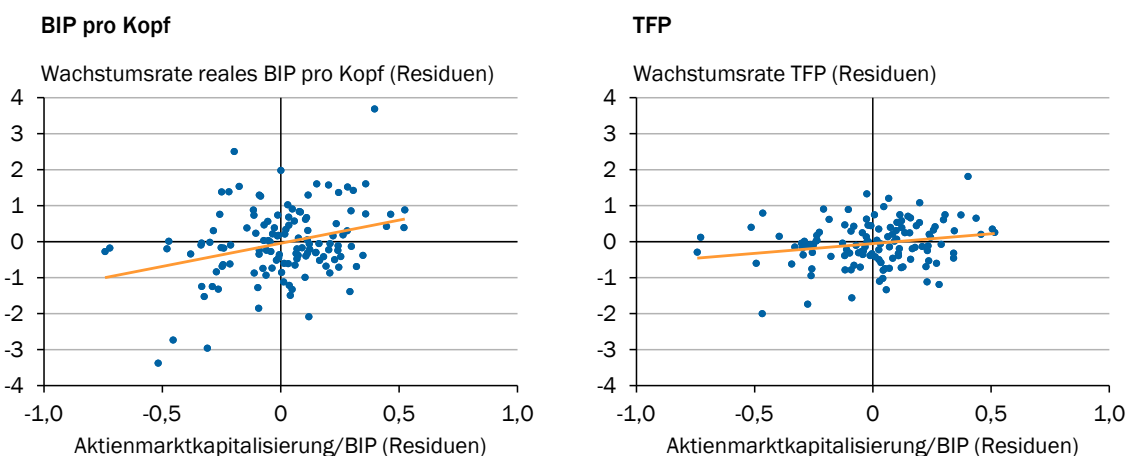 BIP pro Kopf
Wachstumsrate reales BIP pro Kopf (Residuen)
4
3
2
1
0
-1
-2
-3
-4
-1,0 -0,5 0 0,5 1,0
Aktienmarktkapitalisierung/BIP (Residuen)
TFP
Wachstumsrate TFP (Residuen)
4
3
2
1
0
-1
-2
-3
-4
-1,0 -0,5 0 0,5 1,0
Aktienmarktkapitalisierung/BIP (Residuen)